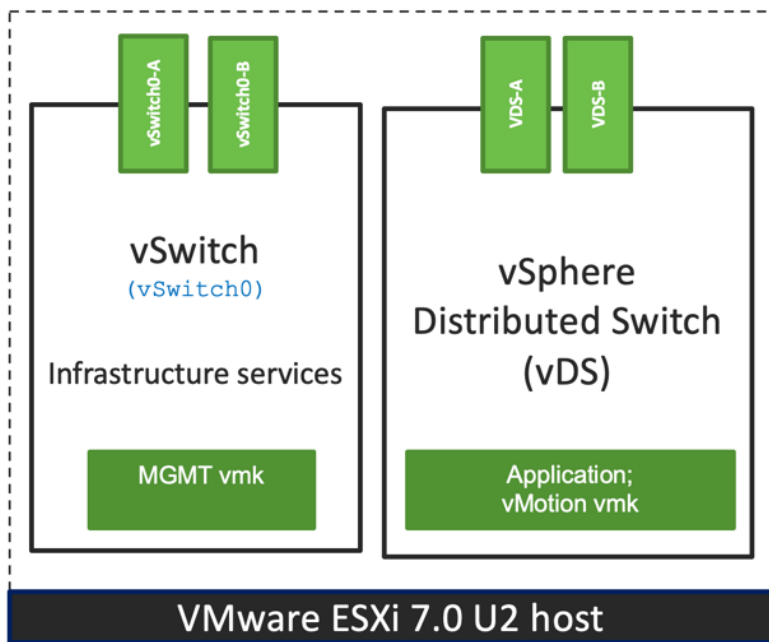 vSwitch0-A
vSwitch0-B
VDS-A
VDS-B
vSwitch
(vSwitch0)
Infrastructure services
MGMT vmk
vSphere
Distributed Switch
(vDS)
Application;
vMotion vmk
VMware ESXi 7.0 U2 host